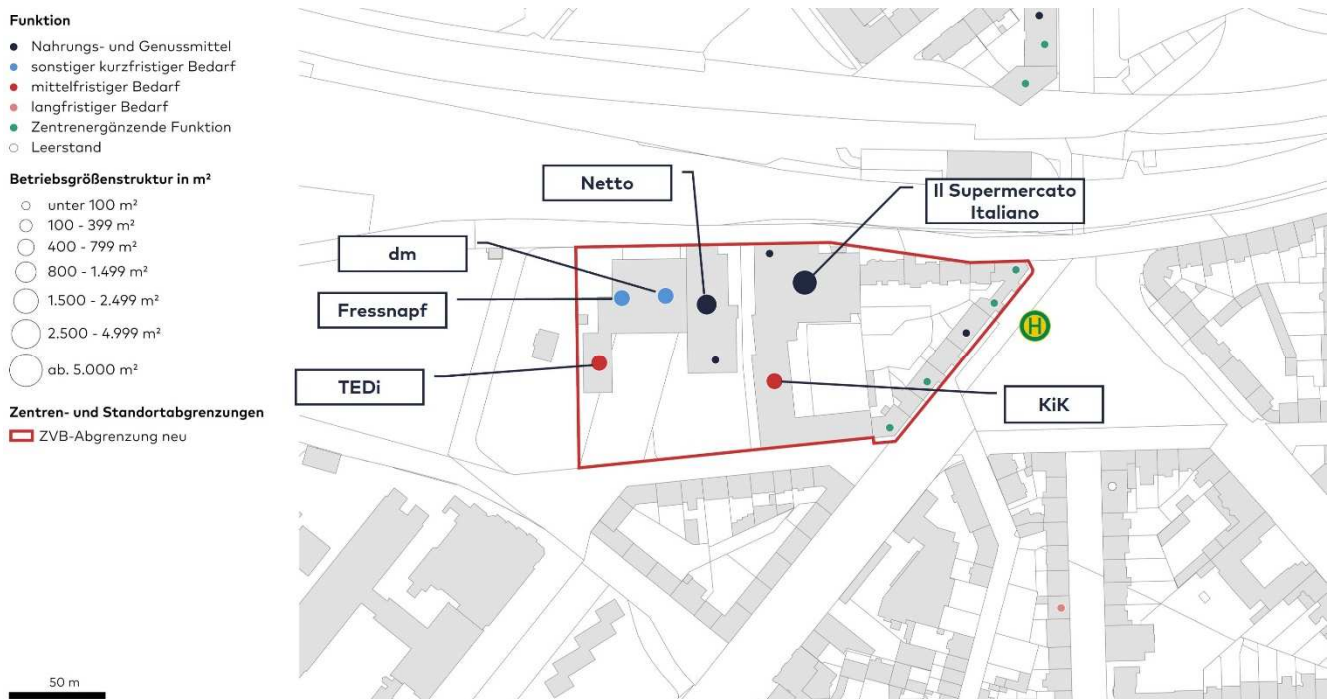 Funktion
Nahrungs- und Genussmittel
sonstiger kurzfristiger Bedarf
mittelfristiger Bedarf
langfristiger Bedarf
Zentrenergänzende Funktion
Leerstand
Betriebsgrößenstruktur in m²
unter 100 m²
100 - 399 m²
400 - 799 m²
800 - 1.499 m²
1.500 - 2.499 m²
2.500 - 4.999 m²
ab. 5.000 m²
Zentren- und Standortabgrenzungen
ZVB-Abgrenzung neu
50 m
Netto
Il Supermercato
Italiano
dm
Fressnapf
TEDi
KiK
H